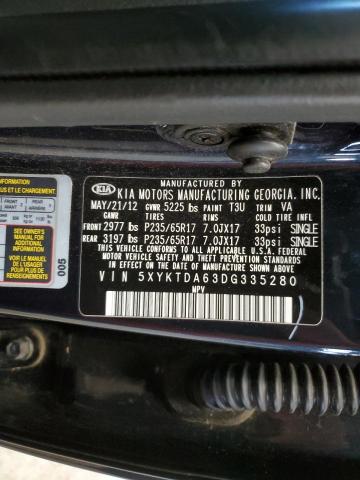 INFORMATION
SEE OWNER'S
MANUAL FOR
ADDITIONAL
INFORMATION
VOIR LE MANUEL
DE L'USAGER
POUR PLUS DE
RENSEIGNEMENTS
005
MANUFACTURED BY
KIA KIA MOTORS MANUFACTURING GEORGIA, INC.
MAY/21/12 GVWR 5225 lbs PAINT T3U TRIM VA
GAWR TIRES RIMS COLD TIRE INFL
FRONT 2977 lbs P235/65R17 7.0JX17 33psi SINGLE
REAR 3197 lbs P235/65R17 7.0JX17 33psi SINGLE
THIS VEHICLE CONFORMS TO ALL APPLICABLE U.S.A.
FEDERAL MOTOR VEHICLE SAFETY, BUMPER,
AND THEFT PREVENTION STANDARDS IN EFFECT
ON THE DATE OF MANUFACTURE SHOWN ABOVE.
VIN 5XYKTDA63DG335280
MPV